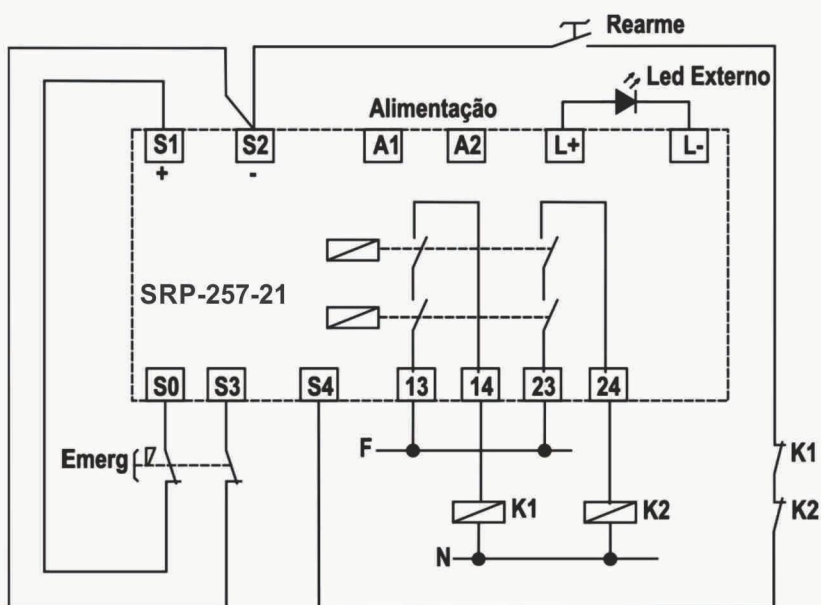 Rearme
Led Externo
Alimentação
S1
S2
A1
A2
L+
L-
+
-
SRP-257-21
S0
S3
S4
13
14
23
24
Emerg
F
K1
K1
K2
K2
N